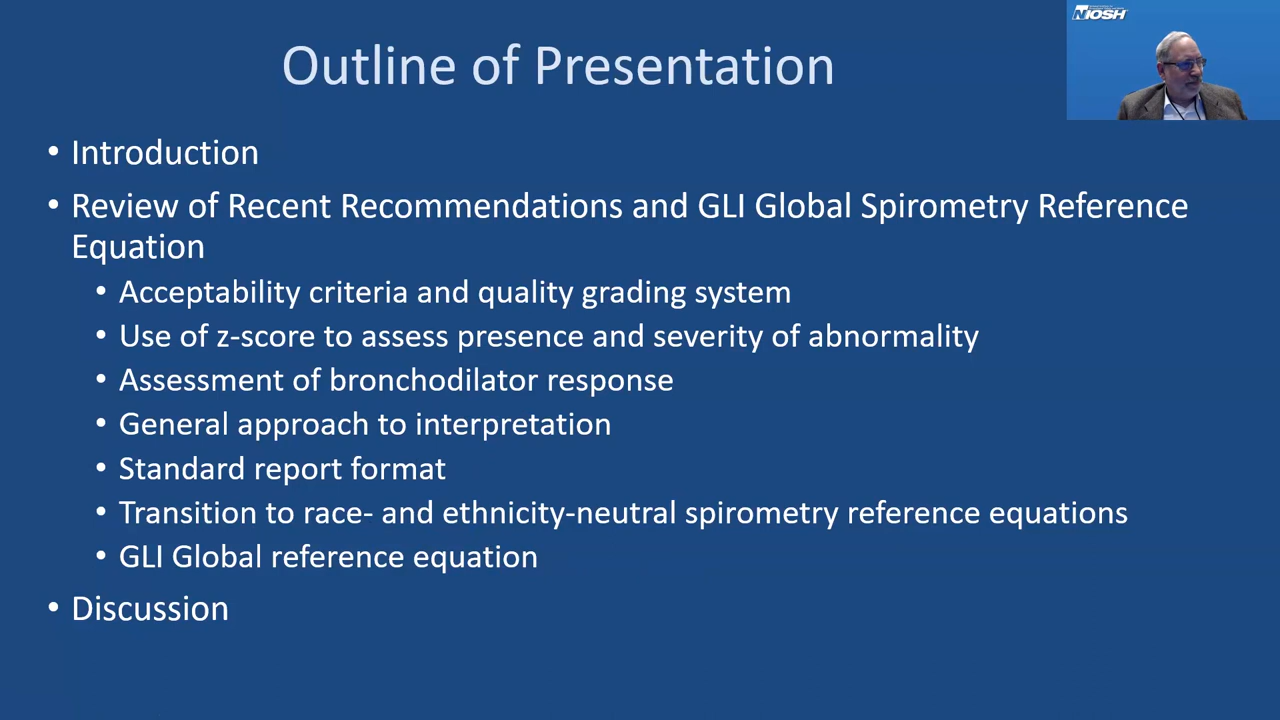 NIOSH
Outline of Presentation
• Introduction
• Review of Recent Recommendations and GLI Global Spirometry Reference
Equation
• Acceptability criteria and quality grading system
• Use of z-score to assess presence and severity of abnormality
• Assessment of bronchodilator response
• General approach to interpretation
• Standard report format
• Transition to race- and ethnicity-neutral spirometry reference equations
• GLI Global reference equation
• Discussion